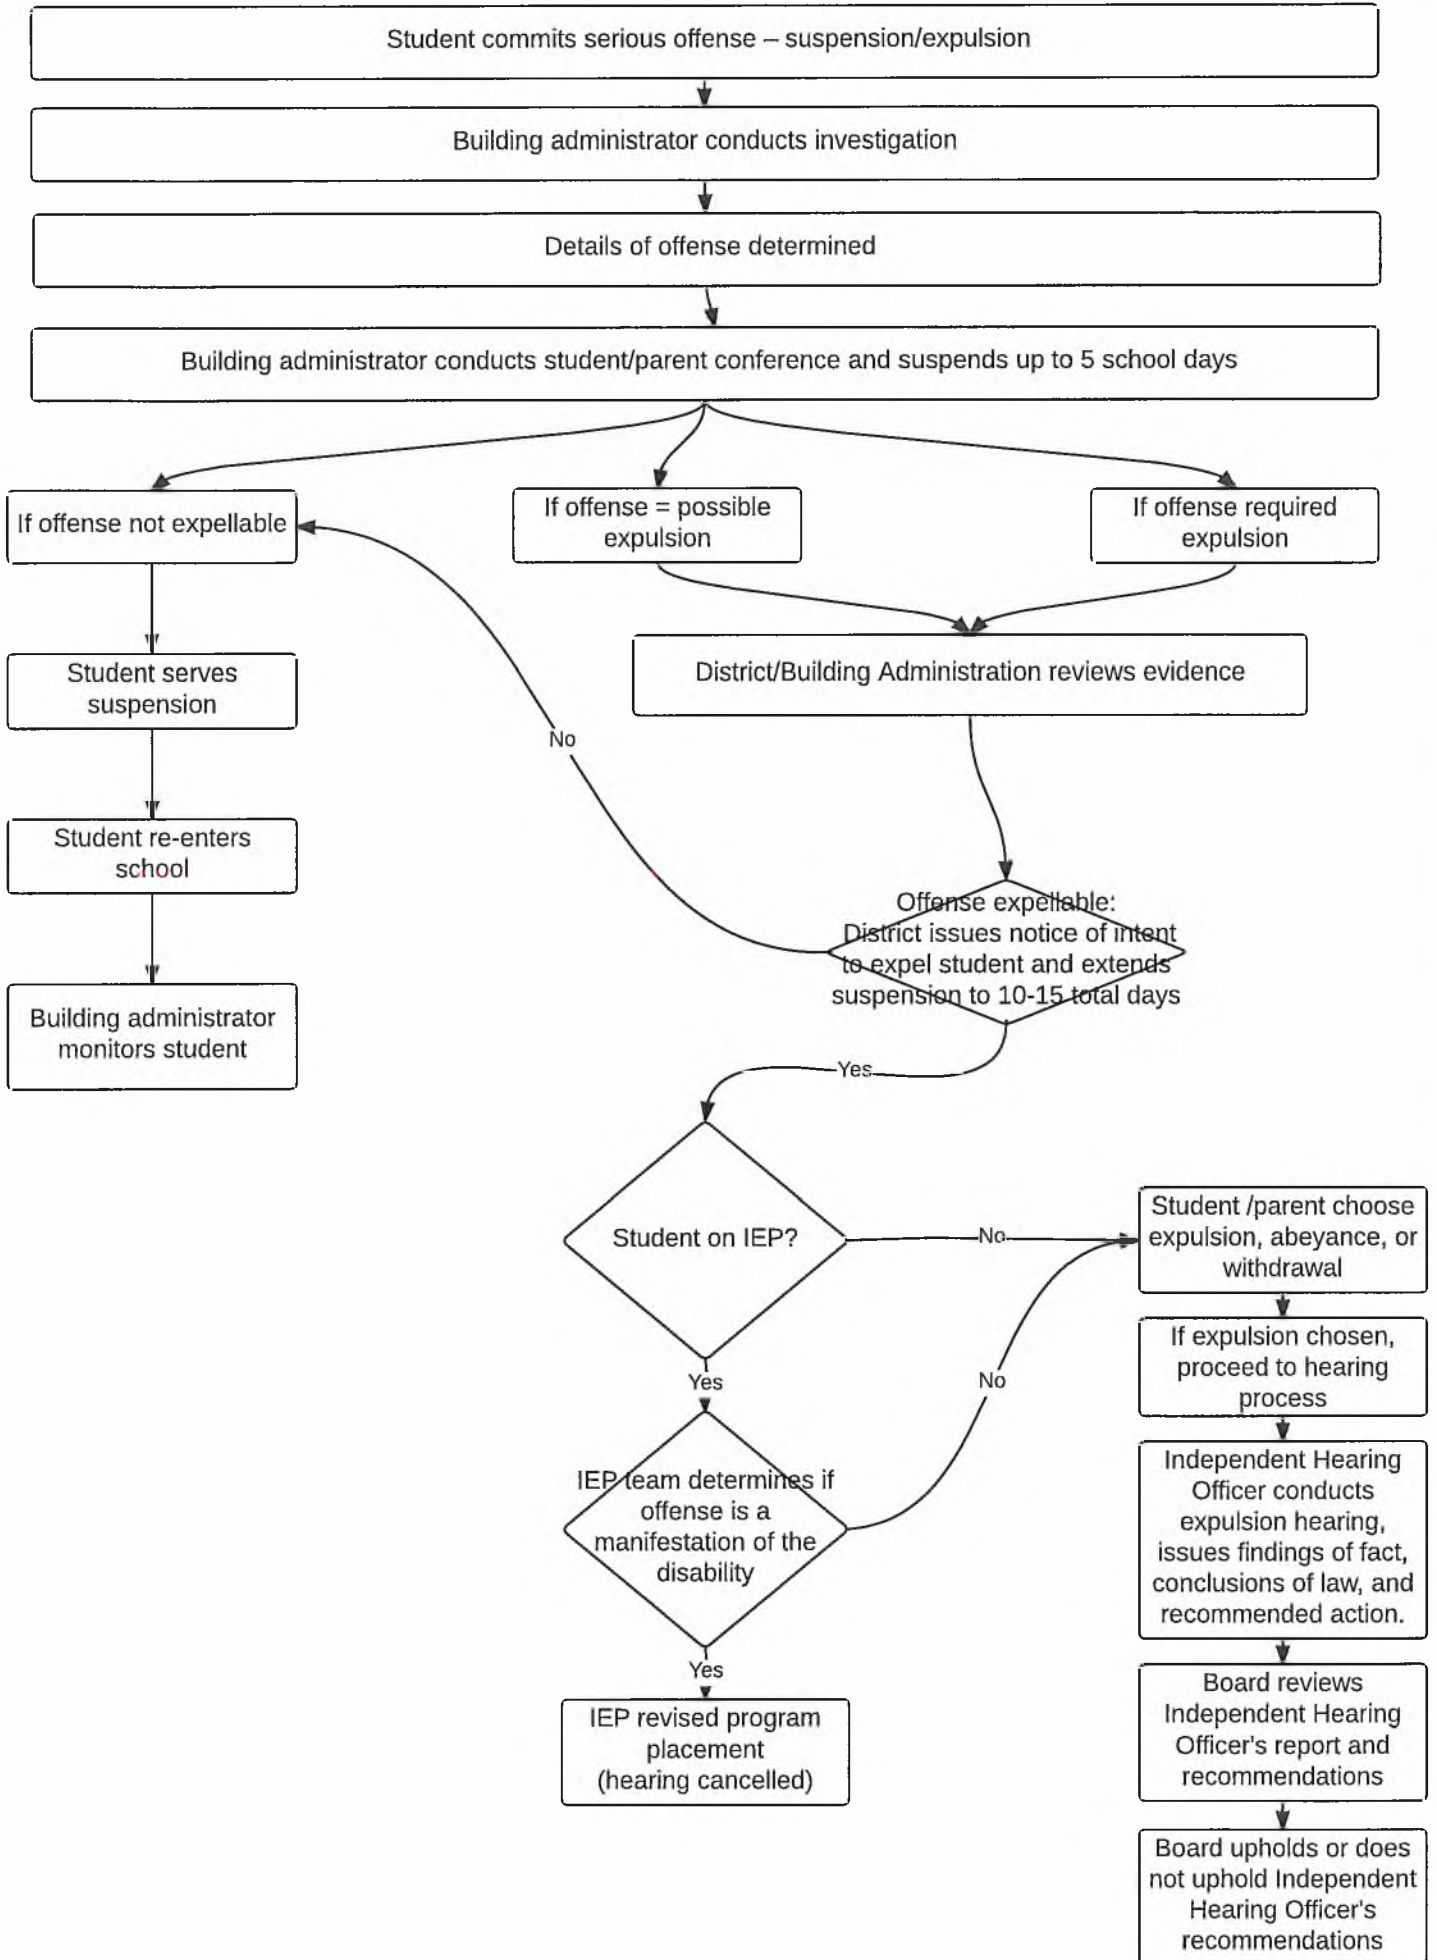 Student commits serious offense – suspension/expulsion
Building administrator conducts investigation
Details of offense determined
Building administrator conducts student/parent conference and suspends up to 5 school days
If offense not expellable
If offense = possible
expulsion
If offense required
expulsion
Student serves
suspension
District/Building Administration reviews evidence
No
Student re-enters
school
Offense expellable:
District issues notice of intent
to expel student and extends
suspension to 10-15 total days
Building administrator
monitors student
Yes
Student on IEP?
No
Student /parent choose
expulsion, abeyance, or
withdrawal
If expulsion chosen,
proceed to hearing
process
Yes
No
IEP team determines if
offense is a
manifestation of the
disability
Independent Hearing
Officer conducts
expulsion hearing,
issues findings of fact,
conclusions of law, and
recommended action.
Yes
IEP revised program
placement
(hearing cancelled)
Board reviews
Independent Hearing
Officer's report and
recommendations
Board upholds or does
not uphold Independent
Hearing Officer's
recommendations